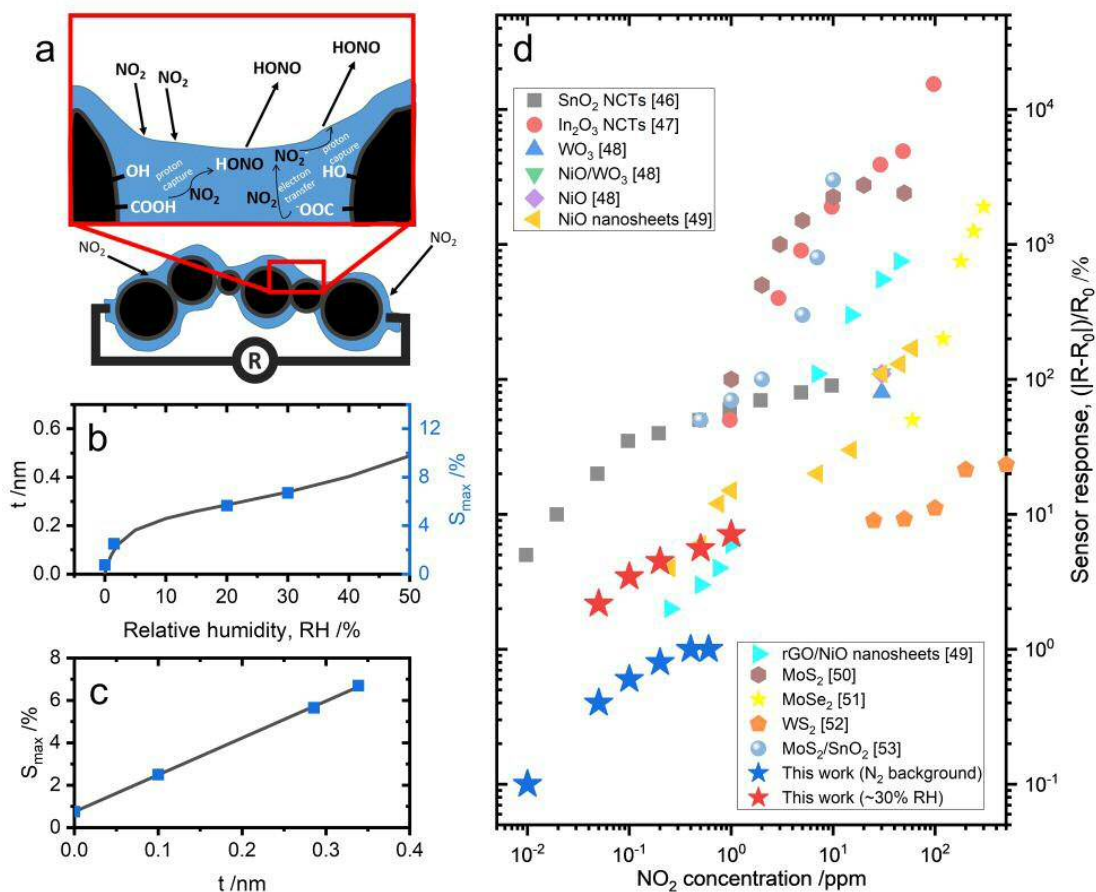 a
NO2
NO2
HONO
HONO
OH
COOH
proton
capture
NO2
HONO
NO2-
NO2
electron
transfer
proton
capture
HO
-OOC
NO2
NO2
R
b
t /nm
0.6
0.4
0.2
0.0
12
8
4
0
Smax /%
0 10 20 30 40 50
Relative humidity, RH /%
c
Smax /%
8
6
4
2
0
0.0 0.1 0.2 0.3 0.4
t /nm
d
SnO2 NCTs [46]
In2O3 NCTs [47]
WO3 [48]
NiO/WO3 [48]
NiO [48]
NiO nanosheets [49]
rGO/NiO nanosheets [49]
MoS2 [50]
MoSe2 [51]
WS2 [52]
MoS2/SnO2 [53]
This work (N2 background)
This work (~30% RH)
10^4
10^3
10^2
10^1
10^0
10^-1
Sensor response, (|R-R0|)/R0 /%
10^-2 10^-1 10^0 10^1 10^2
NO2 concentration /ppm